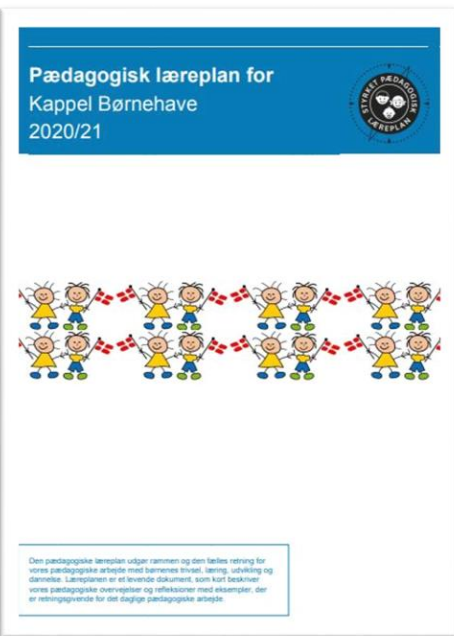 Pædagogisk læreplan for
Kappel Børnehave
2020/21
STYRKET PÆDAGOGISK
LÆREPLAN
Den pædagogiske læreplan udgør rammen og den fælles retning for
vores pædagogiske arbejde med børnenes trivsel, læring, udvikling og
dannelse. Læreplanen er et levende dokument, som kort beskriver
vores pædagogiske overvejelser og refleksioner med eksempler, der
er retningsgivende for det daglige pædagogiske arbejde.